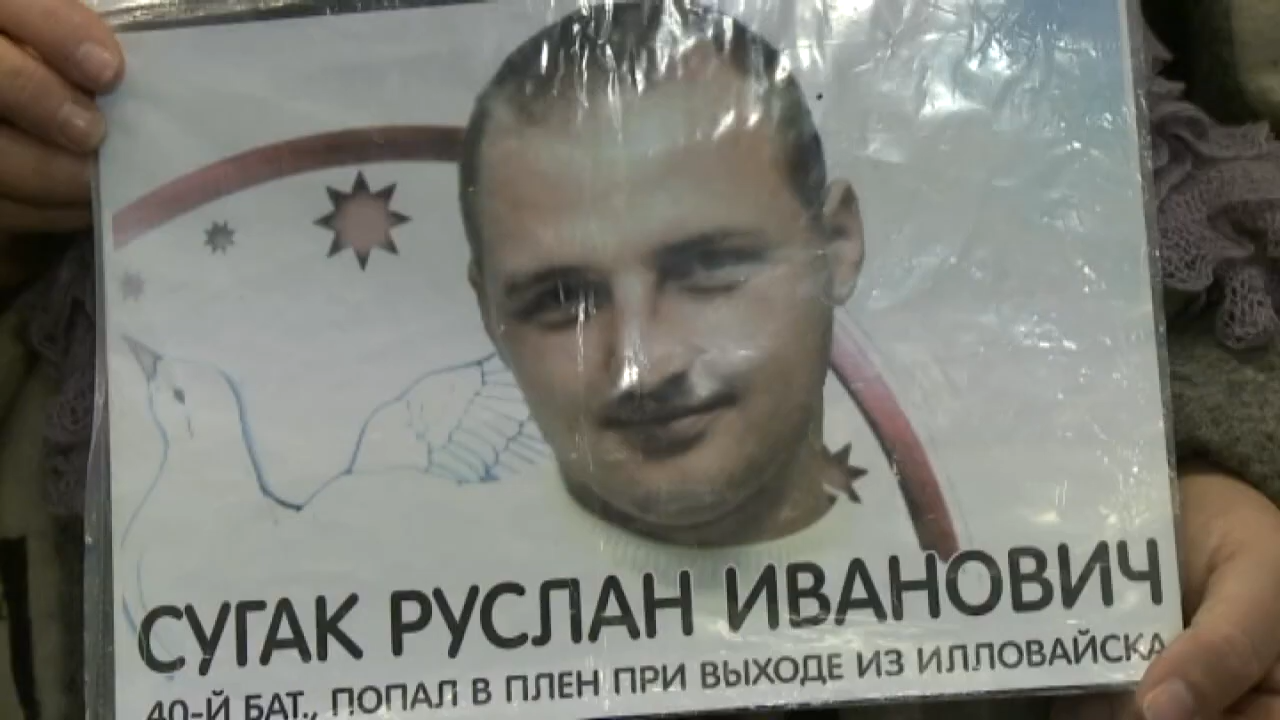 СУГАК РУСЛАН ИВАНОВИЧ
40-Й БАТ., ПОПАЛ В ПЛЕН ПРИ ВЫХОДЕ ИЗ ИЛЛОВАЙСКА